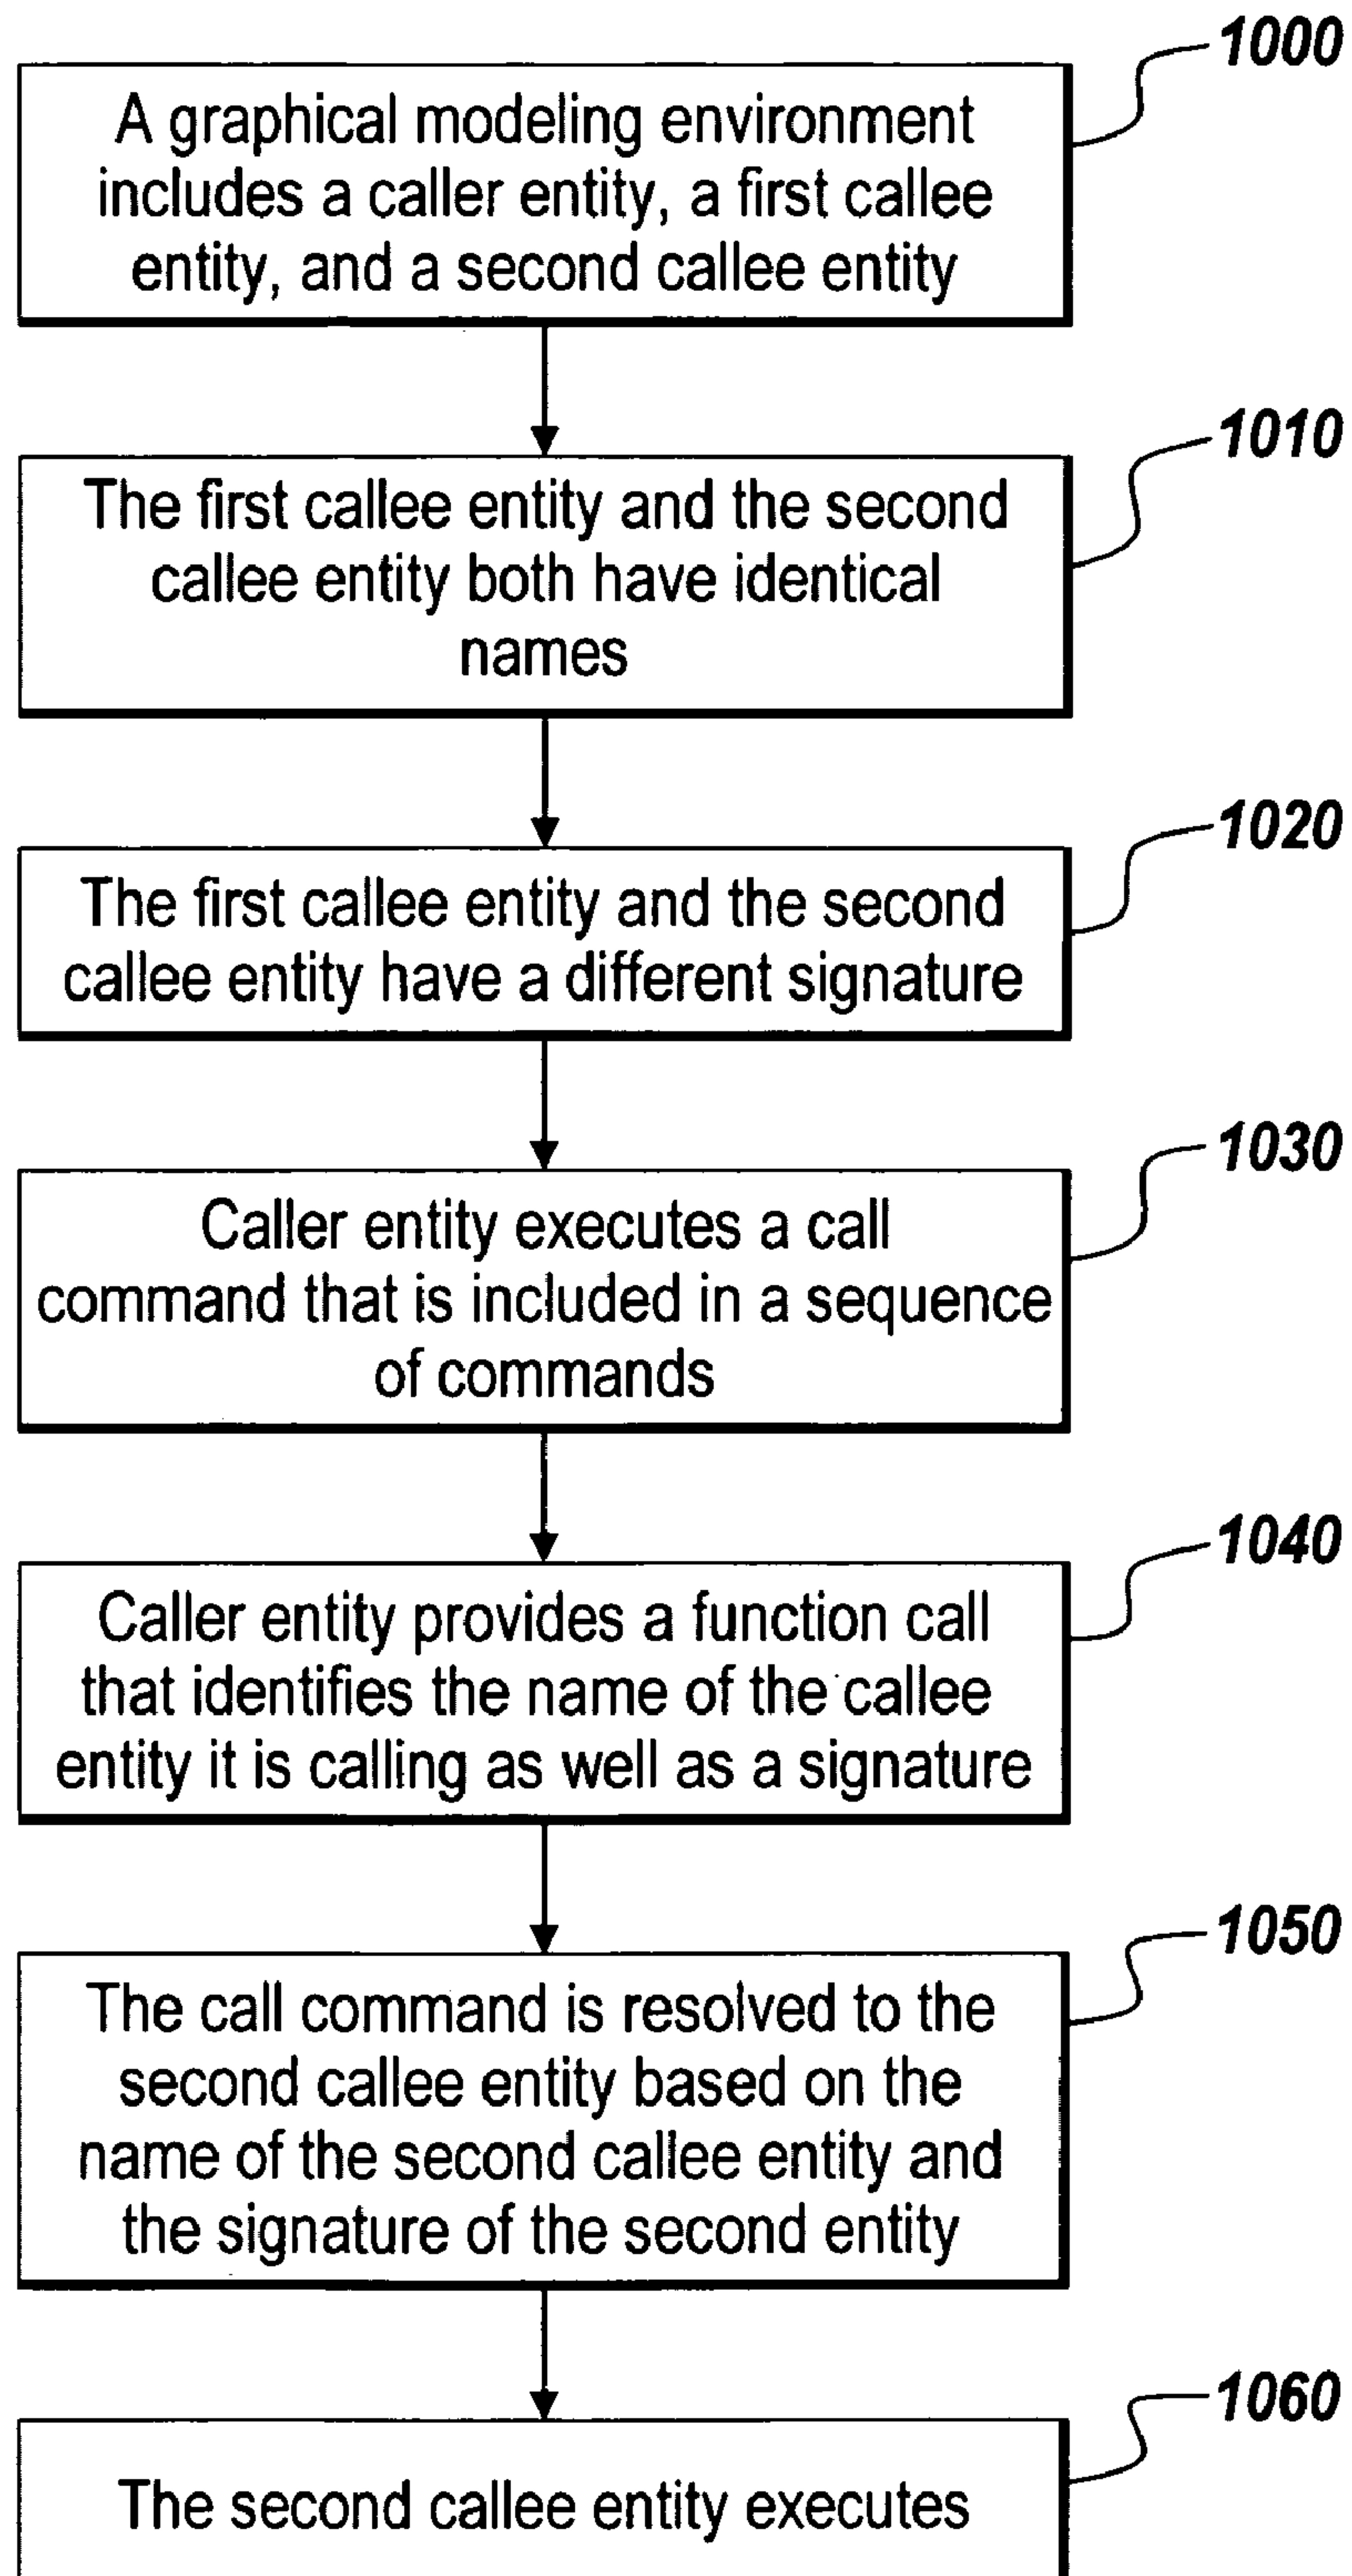 1000
A graphical modeling environment
includes a caller entity, a first callee
entity, and a second callee entity
1010
The first callee entity and the second
callee entity both have identical
names
1020
The first callee entity and the second
callee entity have a different signature
1030
Caller entity executes a call
command that is included in a sequence
of commands
1040
Caller entity provides a function call
that identifies the name of the callee
entity it is calling as well as a signature
1050
The call command is resolved to the
second callee entity based on the
name of the second callee entity and
the signature of the second entity
1060
The second callee entity executes